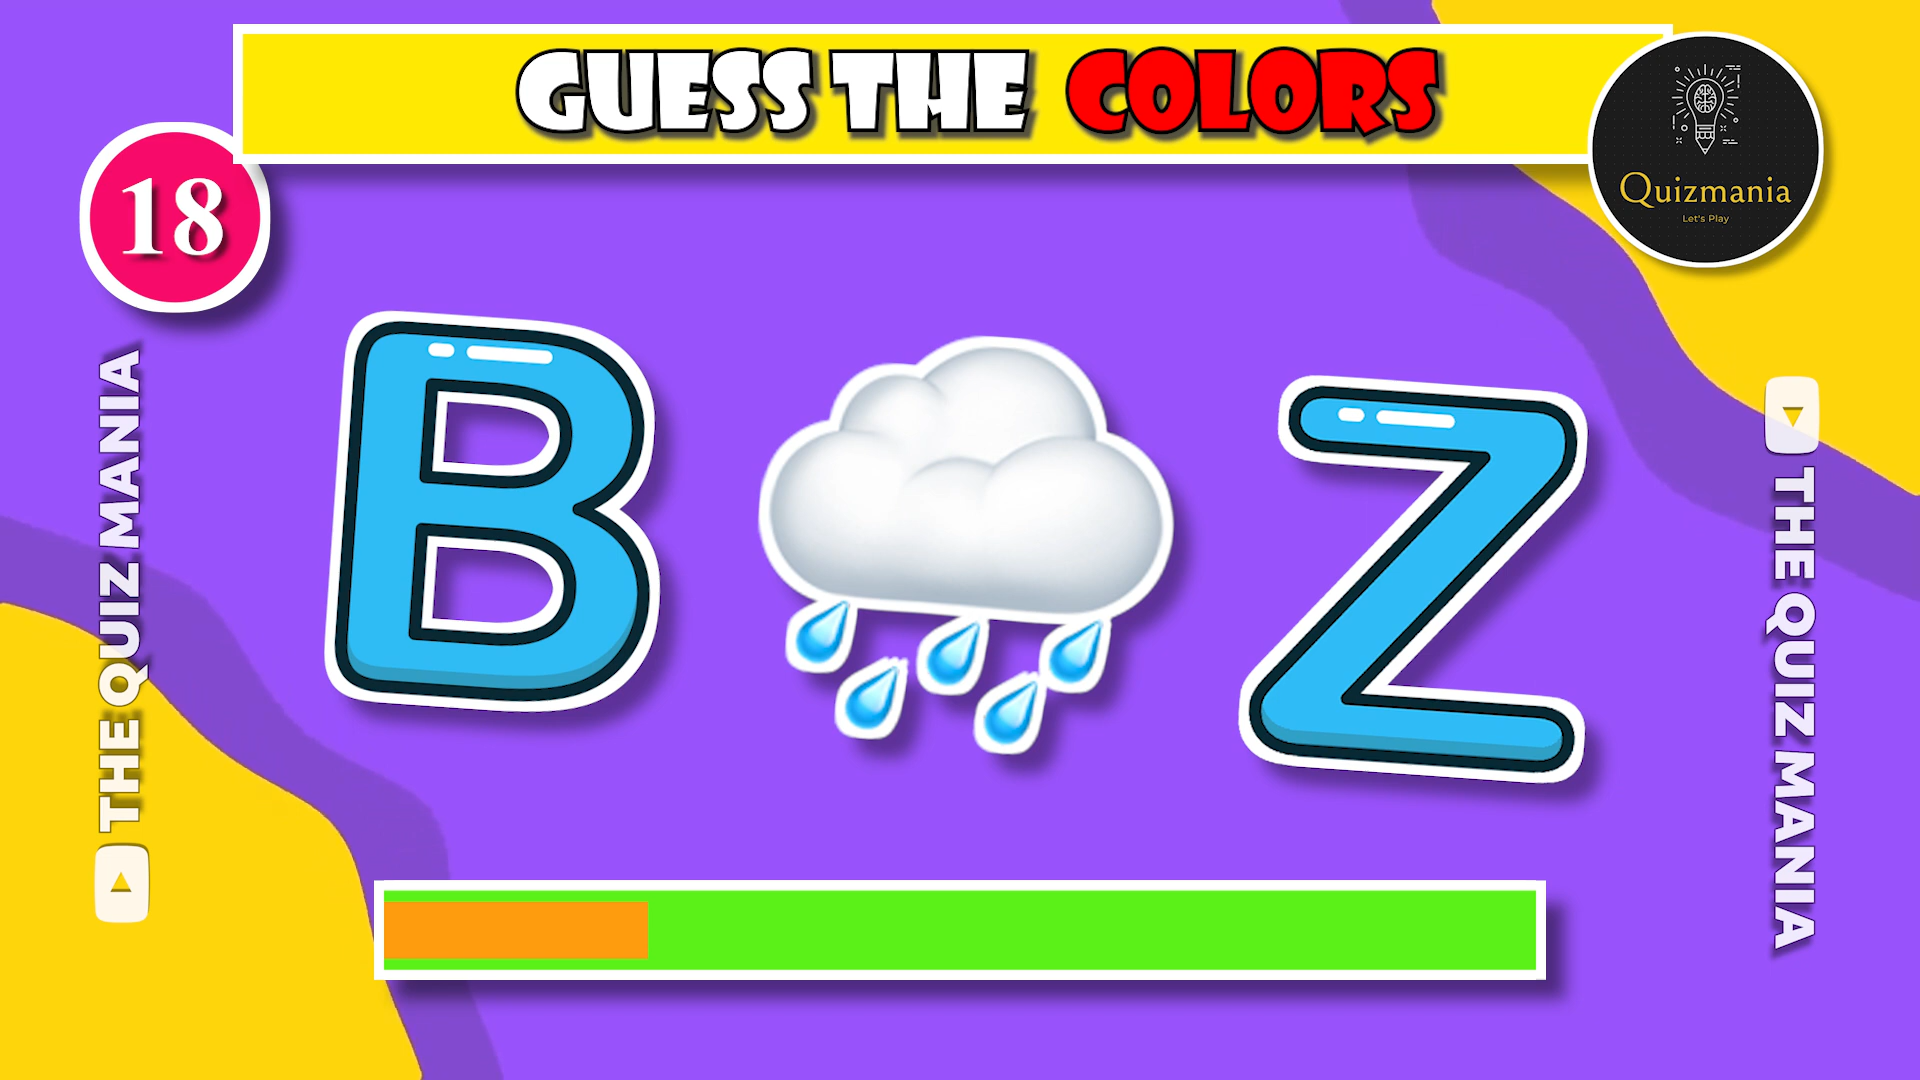 GUESS THE COLORS
18
Quizmania
Let's Play
THE QUIZ MANIA
B Z
THE QUIZ MANIA